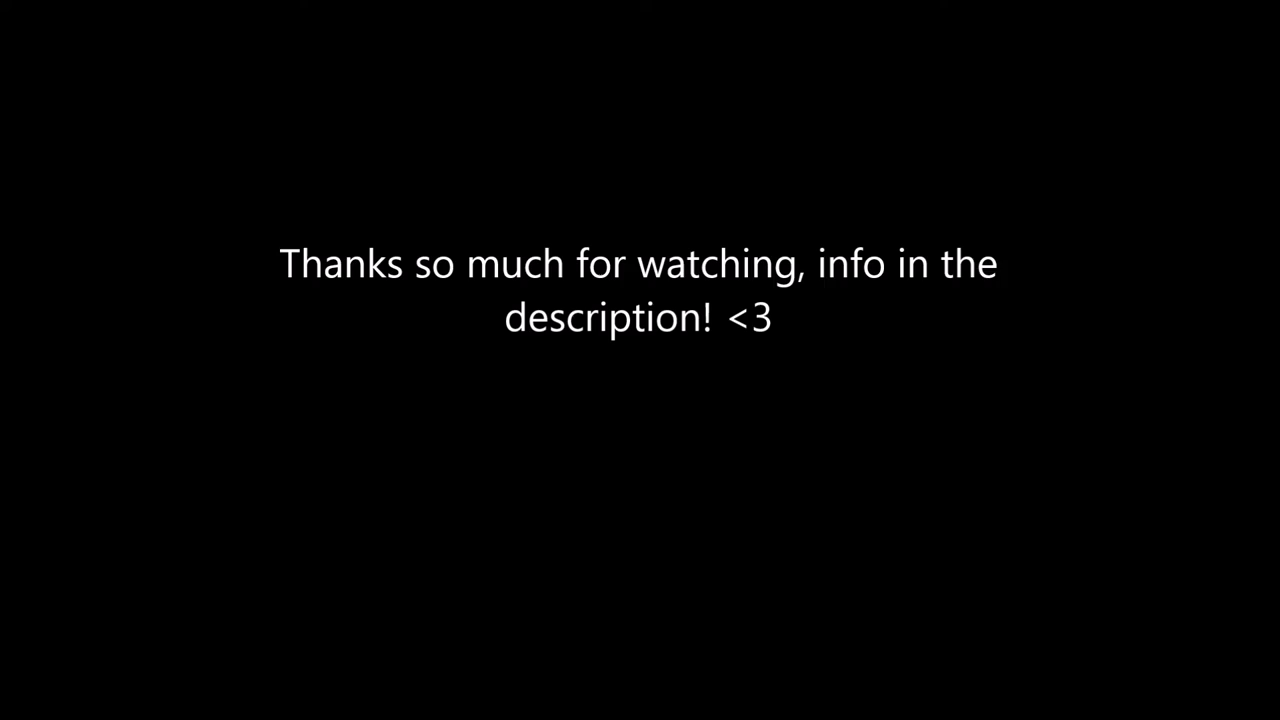 Thanks so much for watching, info in the
description! <3